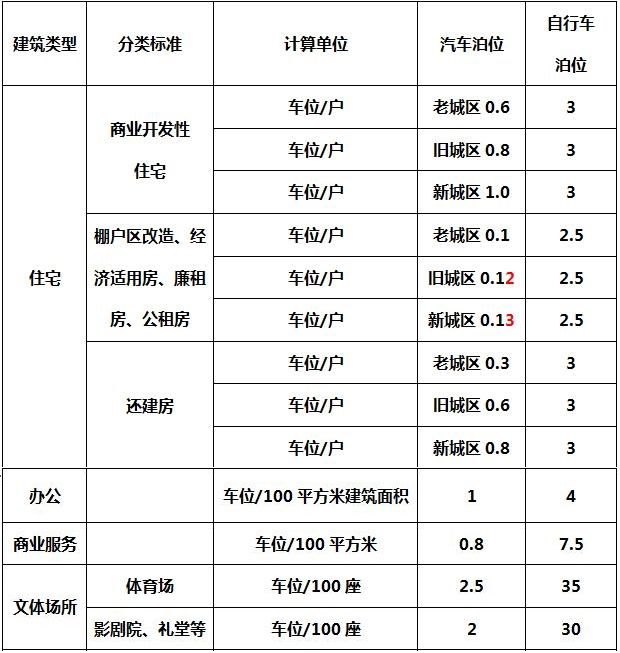 建筑类型 分类标准 计算单位 汽车泊位 自行车泊位
住宅 商业开发性住宅 车位/户 老城区 0.6 3
车位/户 旧城区 0.8 3
车位/户 新城区 1.0 3
棚户区改造、经济适用房、廉租房、公租房 车位/户 老城区 0.1 2.5
车位/户 旧城区 0.12 2.5
车位/户 新城区 0.13 2.5
还建房 车位/户 老城区 0.3 3
车位/户 旧城区 0.6 3
车位/户 新城区 0.8 3
办公 车位/100 平方米建筑面积 1 4
商业服务 车位/100 平方米 0.8 7.5
文体场所 体育场 车位/100 座 2.5 35
影剧院、礼堂等 车位/100 座 2 30